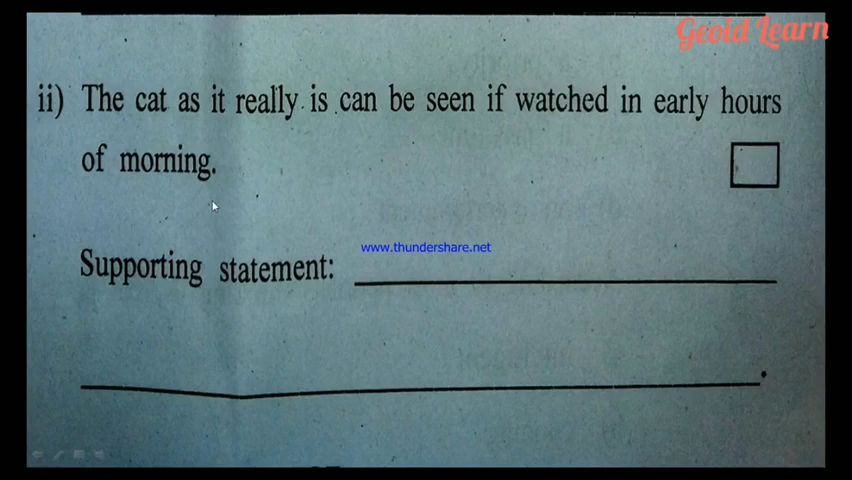 Geoid Learn
ii) The cat as it really is can be seen if watched in early hours
of morning.
www.thundershare.net
Supporting statement: